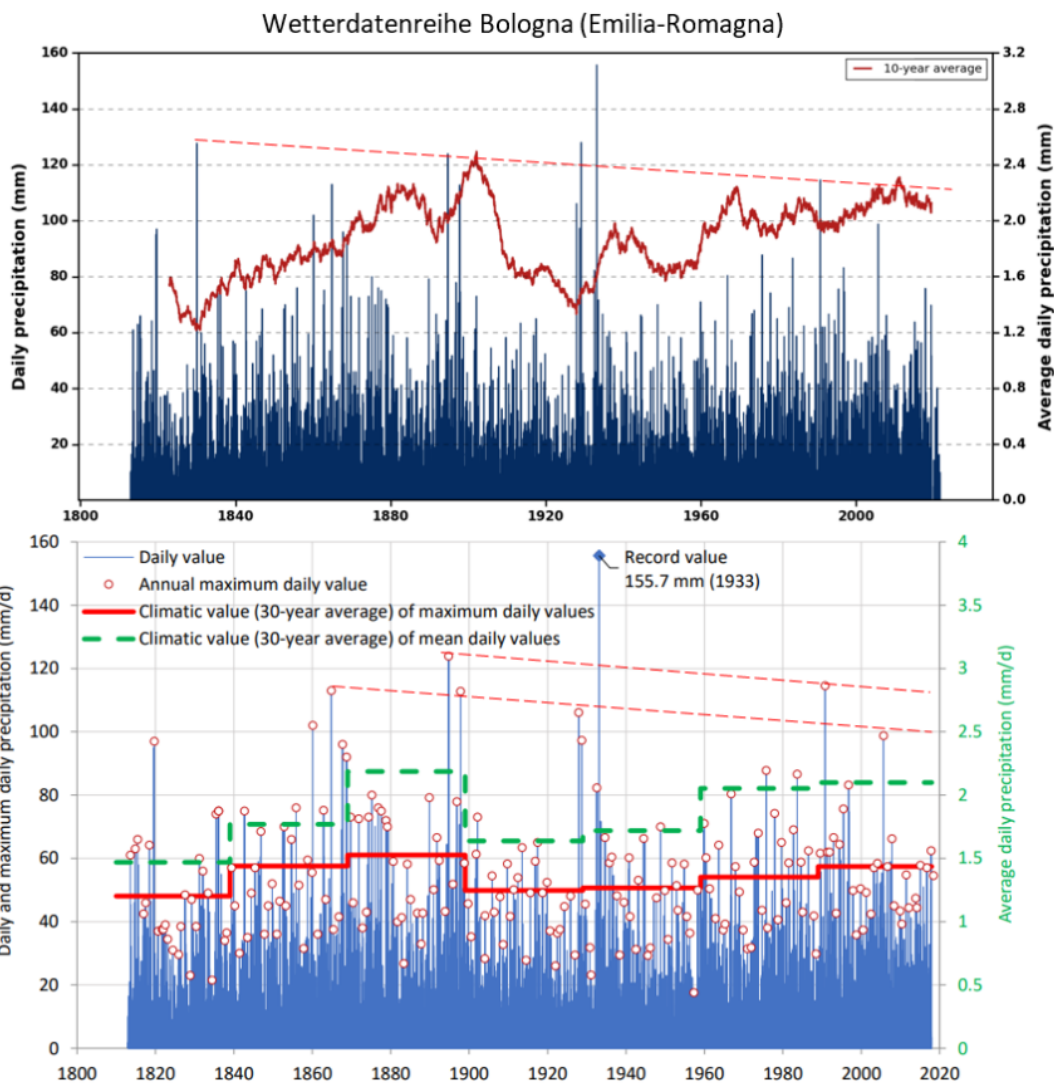 Wetterdatenreihe Bologna (Emilia-Romagna)
160
140
120
100
80
60
40
20
Daily precipitation (mm)
10-year average
3.2
2.8
2.4
2.0
1.6
1.2
0.8
0.4
0.0
Average daily precipitation (mm)
1800 1840 1880 1920 1960 2000
160
140
120
100
80
60
40
20
0
Daily and maximum daily precipitation (mm/d)
Daily value
Annual maximum daily value
Climatic value (30-year average) of maximum daily values
Climatic value (30-year average) of mean daily values
Record value
155.7 mm (1933)
4
3.5
3
2.5
2
1.5
1
0.5
0
Average daily precipitation (mm/d)
1800 1820 1840 1860 1880 1900 1920 1940 1960 1980 2000 2020